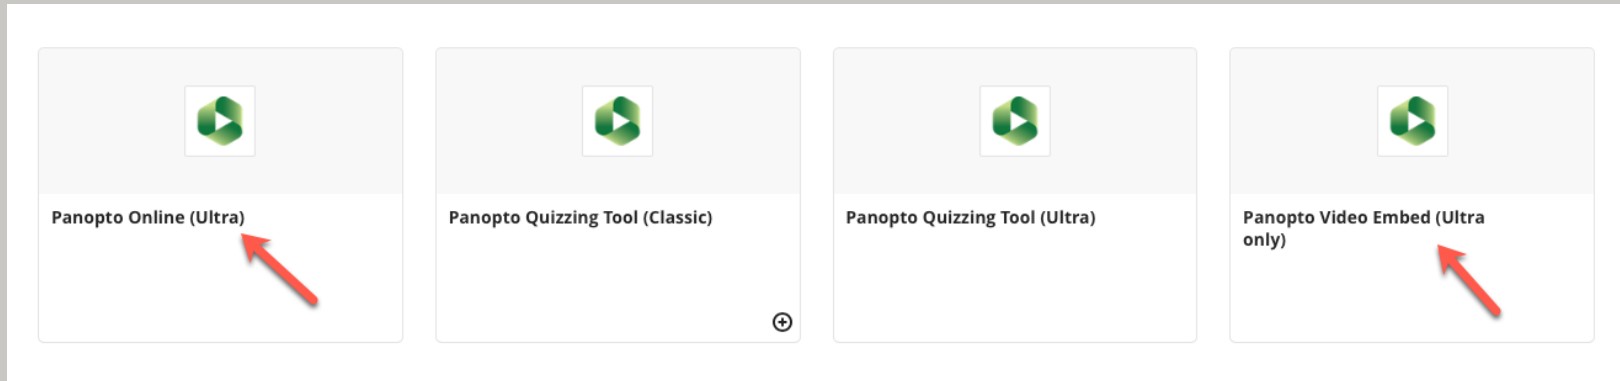 Panopto Online (Ultra)
Panopto Quizzing Tool (Classic)
Panopto Quizzing Tool (Ultra)
Panopto Video Embed (Ultra
only)